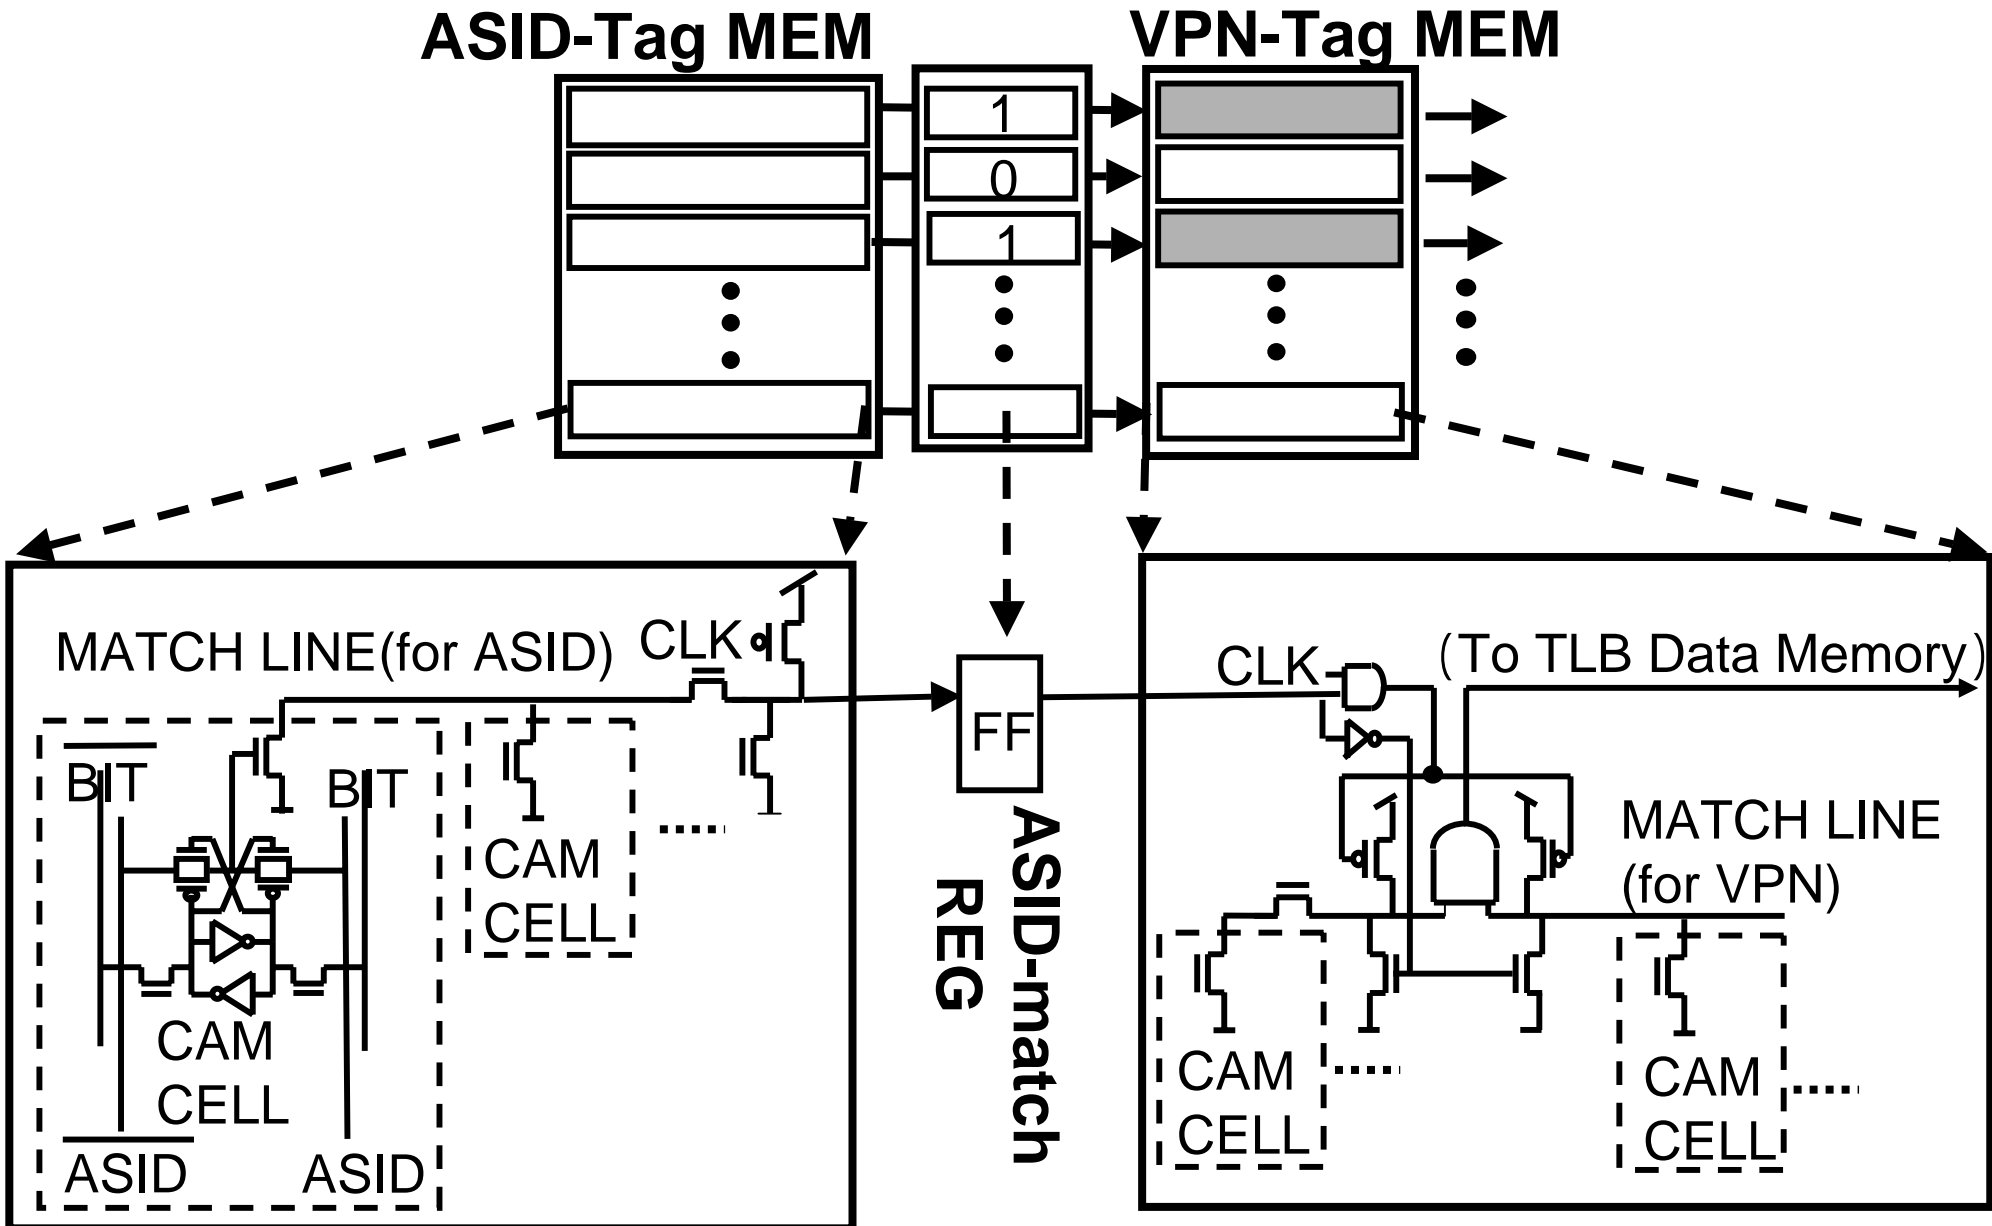 ASID-Tag MEM
VPN-Tag MEM
1
0
1
MATCH LINE(for ASID)
CLK
BIT
BIT
CAM
CELL
CAM
CELL
ASID
ASID
FF
ASID-match
REG
CLK
(To TLB Data Memory)
MATCH LINE
(for VPN)
CAM
CELL
CAM
CELL